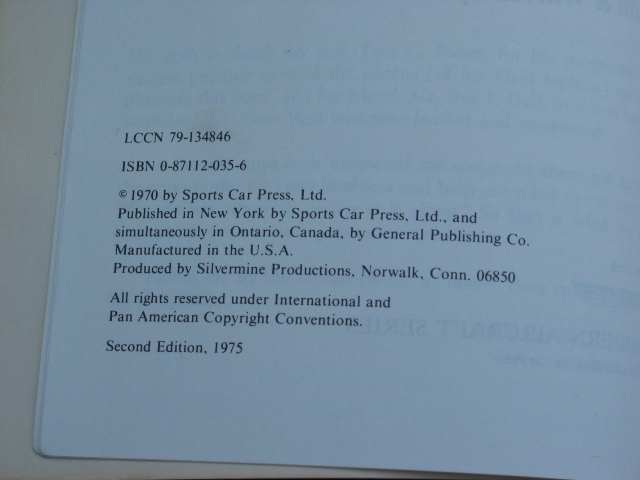 LCCN 79-134846
ISBN 0-87112-035-6
© 1970 by Sports Car Press, Ltd.
Published in New York by Sports Car Press, Ltd., and
simultaneously in Ontario, Canada, by General Publishing Co.
Manufactured in the U.S.A.
Produced by Silvermine Productions, Norwalk, Conn. 06850
All rights reserved under International and
Pan American Copyright Conventions.
Second Edition, 1975